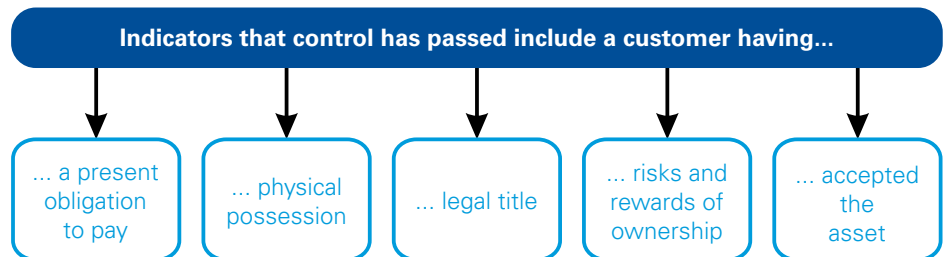 Indicators that control has passed include a customer having...
... a present
obligation
to pay
... physical
possession
... legal title
... risks and
rewards of
ownership
... accepted
the
asset